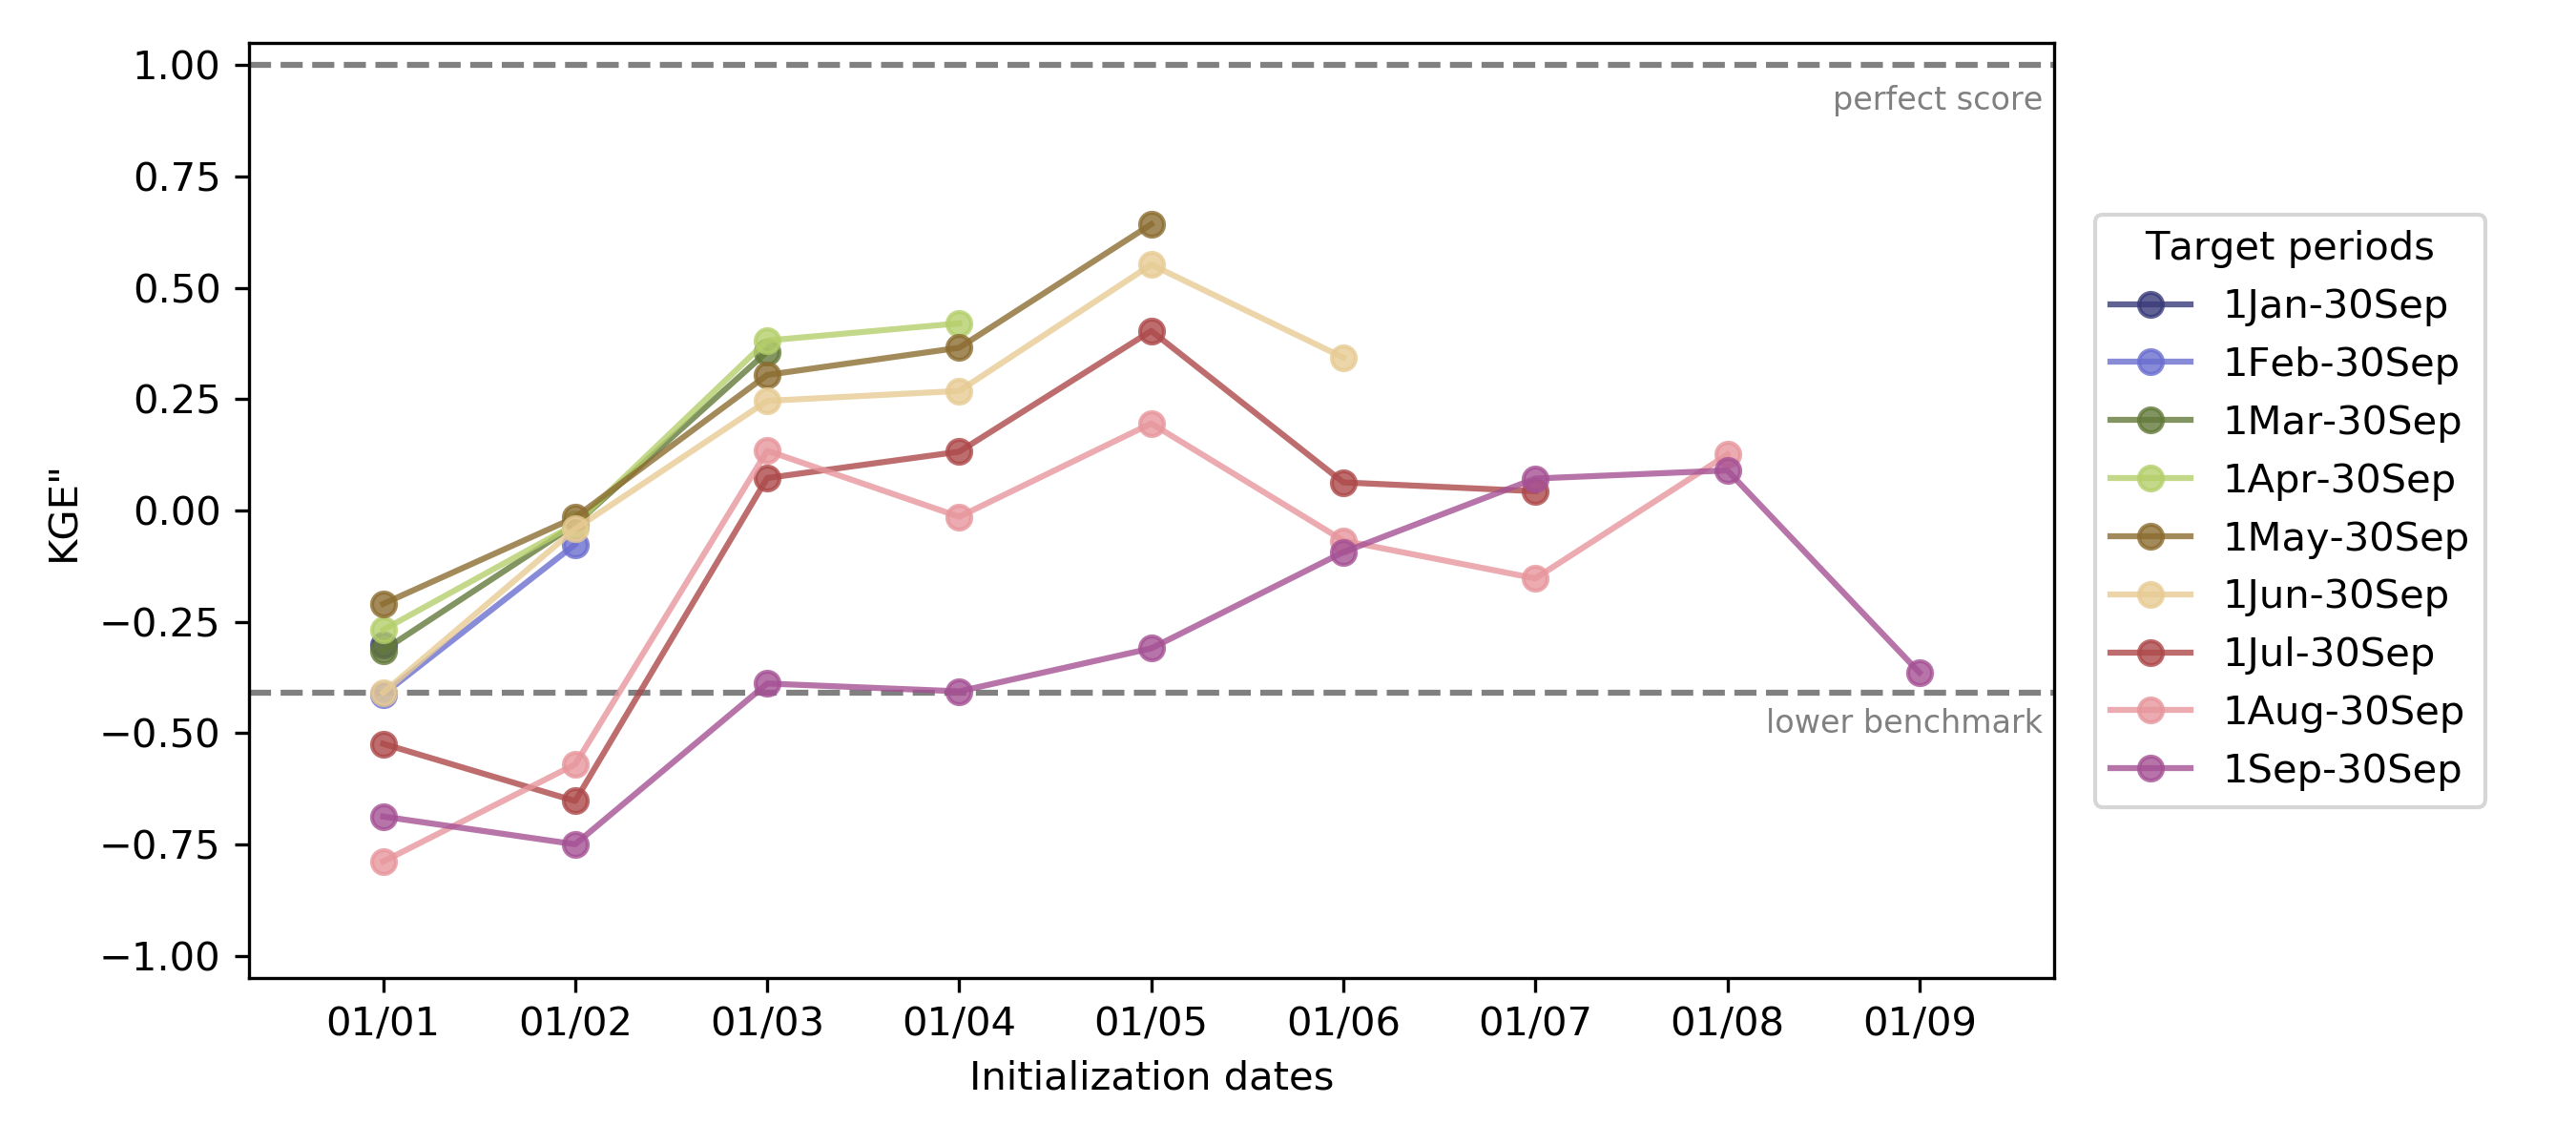 1.00
0.75
0.50
0.25
0.00
−0.25
−0.50
−0.75
−1.00
KGE"
perfect score
lower benchmark
01/01 01/02 01/03 01/04 01/05 01/06 01/07 01/08 01/09
Initialization dates
Target periods
1Jan-30Sep
1Feb-30Sep
1Mar-30Sep
1Apr-30Sep
1May-30Sep
1Jun-30Sep
1Jul-30Sep
1Aug-30Sep
1Sep-30Sep